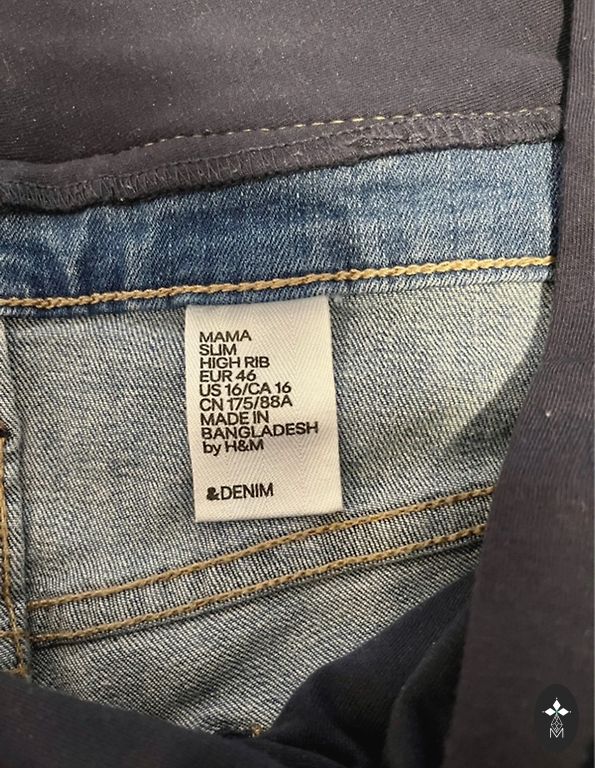 MAMA
SLIM
HIGH RIB
EUR 46
US 16/CA 16
CN 175/88A
MADE IN
BANGLADESH
by H&M
&DENIM
M